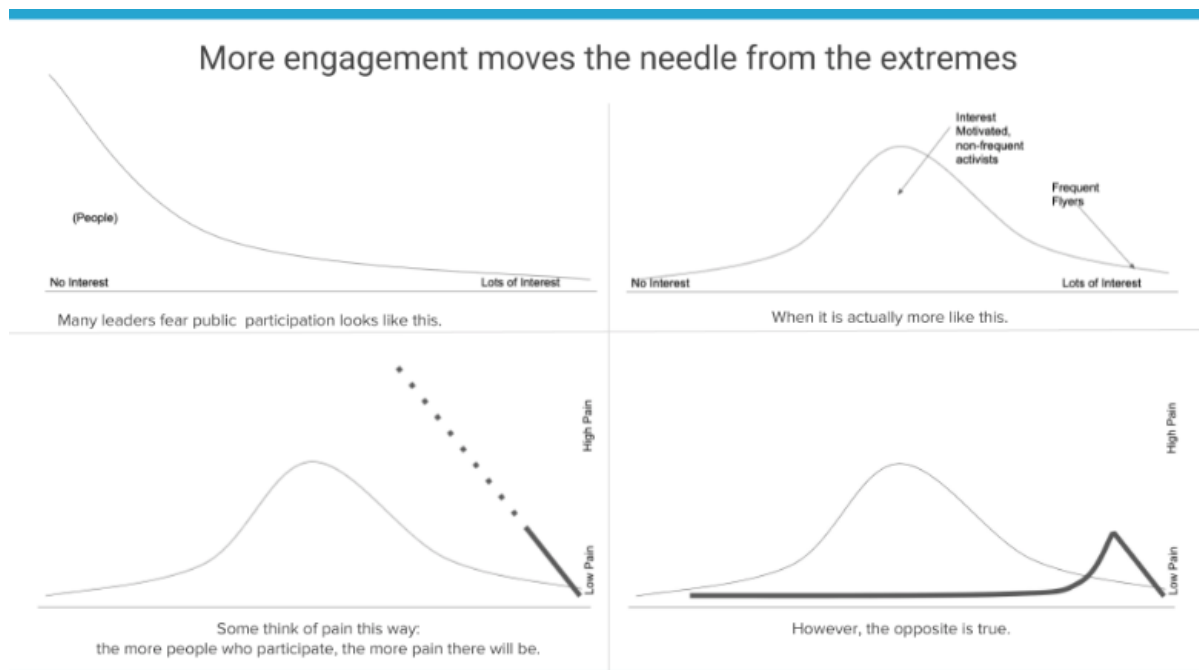 More engagement moves the needle from the extremes
(People)
No Interest
Lots of Interest
Many leaders fear public participation looks like this.
Interest
Motivated,
non-frequent
activists
Frequent
Flyers
No Interest
Lots of Interest
When it is actually more like this.
High Pain
Low Pain
Some think of pain this way:
the more people who participate, the more pain there will be.
High Pain
Low Pain
However, the opposite is true.